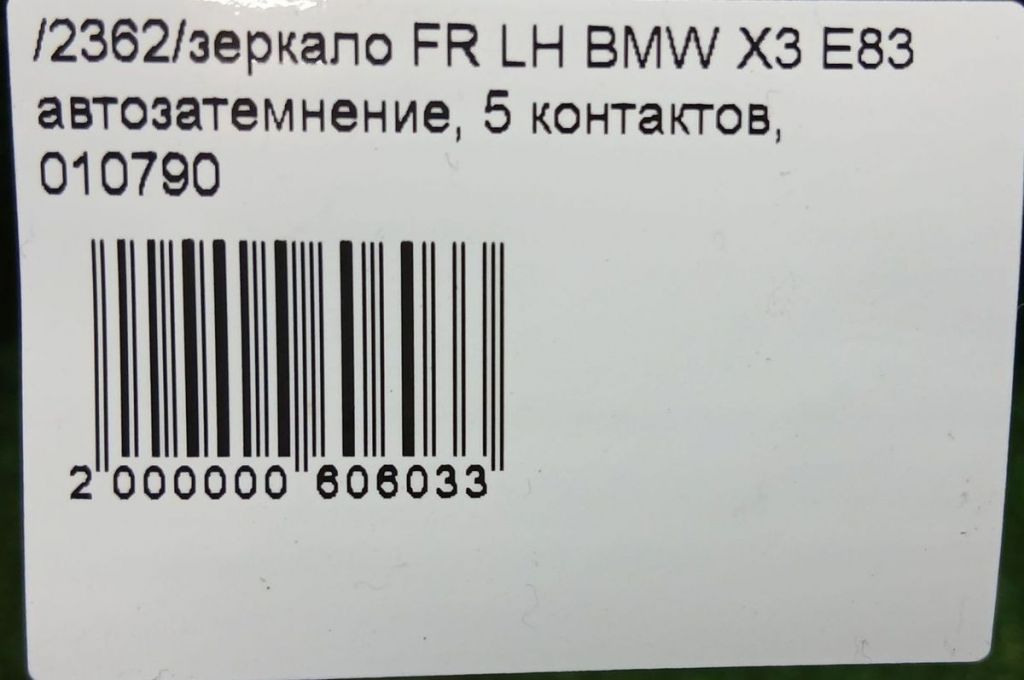 /2362/зеркало FR LH BMW X3 E83
автозатемнение, 5 контактов,
010790
2 000000 606033